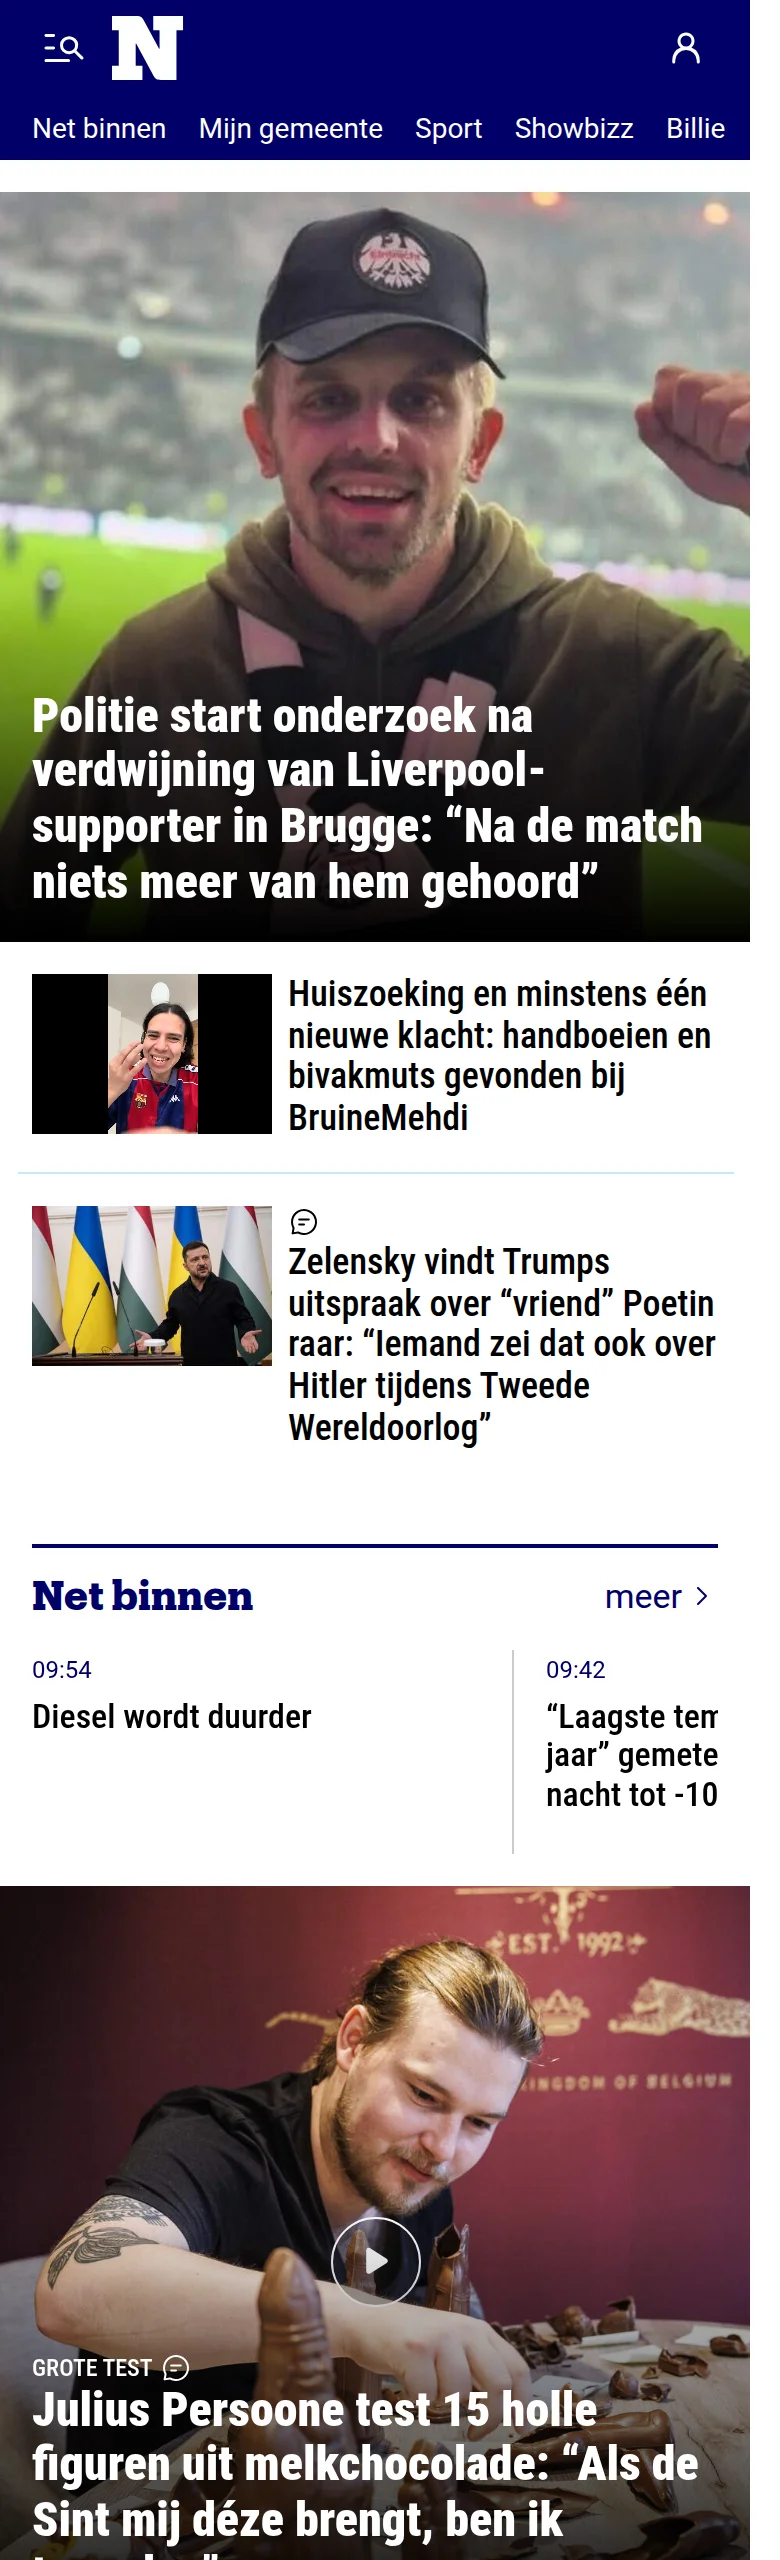 N
Net binnen Mijn gemeente Sport Showbizz Billie
Politie start onderzoek na
verdwijning van Liverpool-
supporter in Brugge: “Na de match
niets meer van hem gehoord”
Huiszoeking en minstens één
nieuwe klacht: handboeien en
bivakmuts gevonden bij
BruineMehdi
Zelensky vindt Trumps
uitspraak over “vriend” Poetin
raar: “Iemand zei dat ook over
Hitler tijdens Tweede
Wereldoorlog”
Net binnen meer
09:54
Diesel wordt duurder
09:42
“Laagste tem
jaar” gemete
nacht tot -10
EST. 1992
KINGDOM OF BELGIUM
GROTE TEST
Julius Persoone test 15 holle
figuren uit melkchocolade: “Als de
Sint mij déze brengt, ben ik